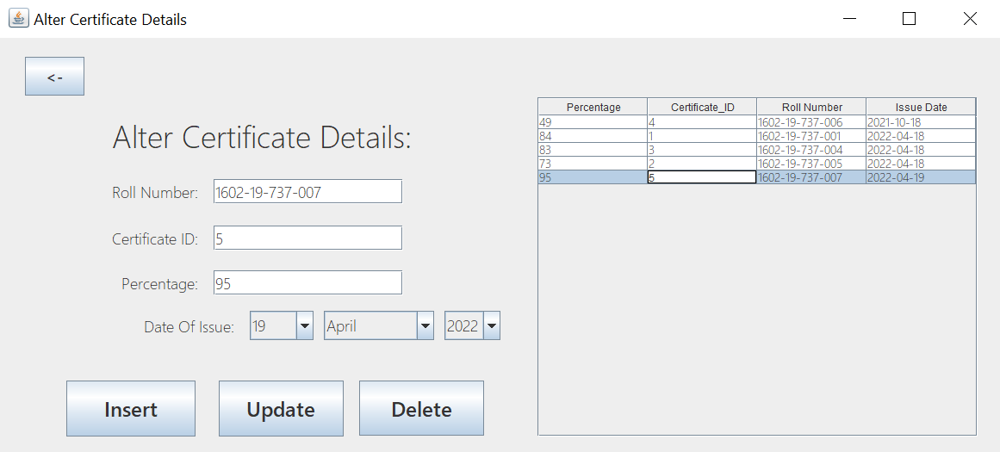 Alter Certificate Details
<-
Alter Certificate Details:
Roll Number: 1602-19-737-007
Certificate ID: 5
Percentage: 95
Date Of Issue: 19 April 2022
Insert Update Delete
Percentage Certificate_ID Roll Number Issue Date
49 4 1602-19-737-006 2021-10-18
84 1 1602-19-737-001 2022-04-18
83 3 1602-19-737-004 2022-04-18
73 2 1602-19-737-005 2022-04-18
95 5 1602-19-737-007 2022-04-19